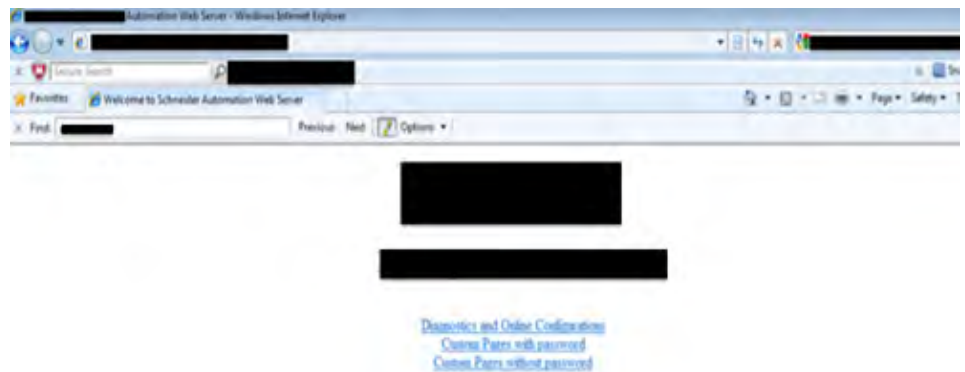 Automation Web Server - Windows Internet Explorer
Secure Search
Favorites Welcome to Schneider Automation Web Server Page Safety
Find: Previous Next Options
Diagnostics and Online Configurations
Custom Pages with password
Custom Pages without password